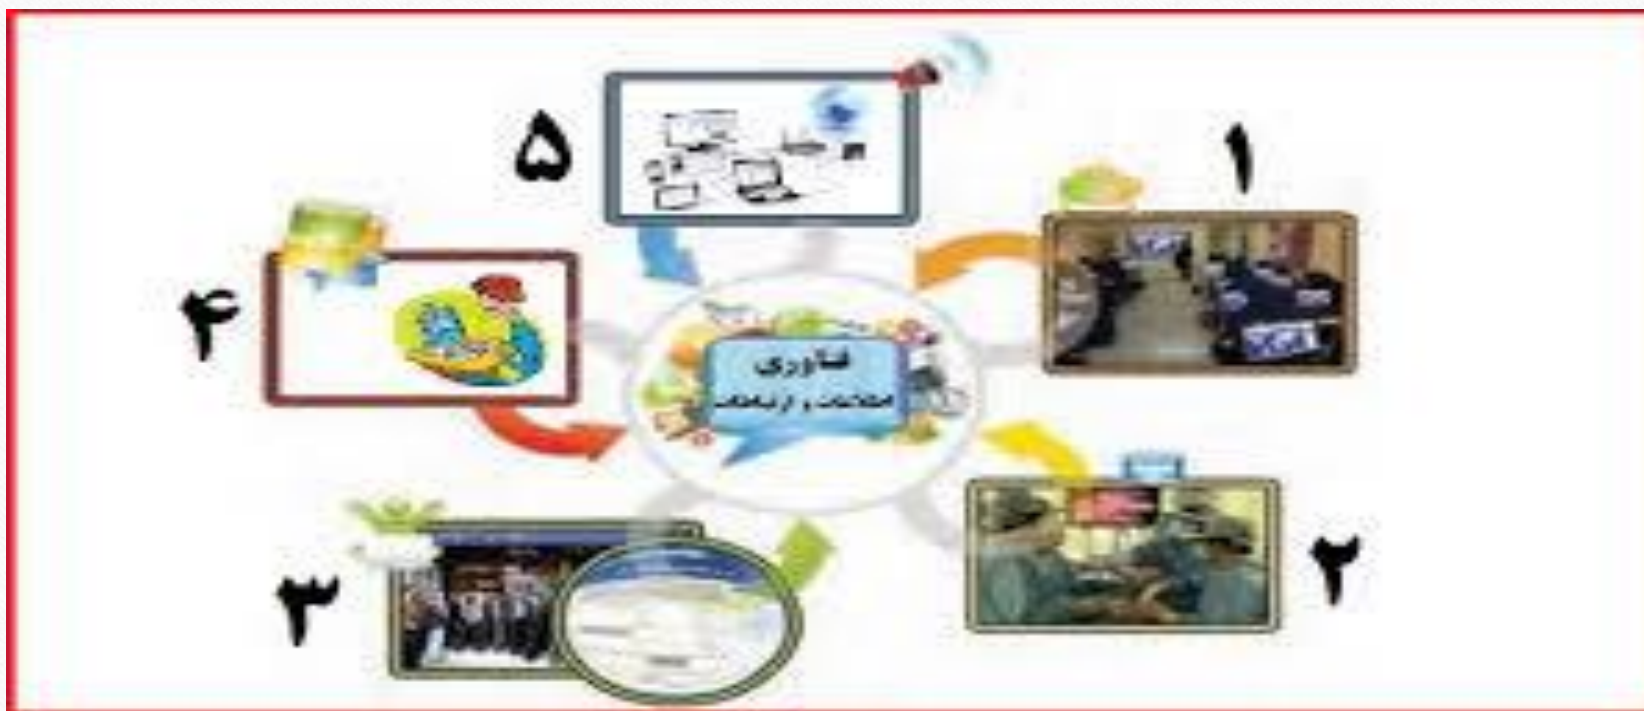 ۵
۱
۴
فناوری
اطلاعات و ارتباطات
۲
۳